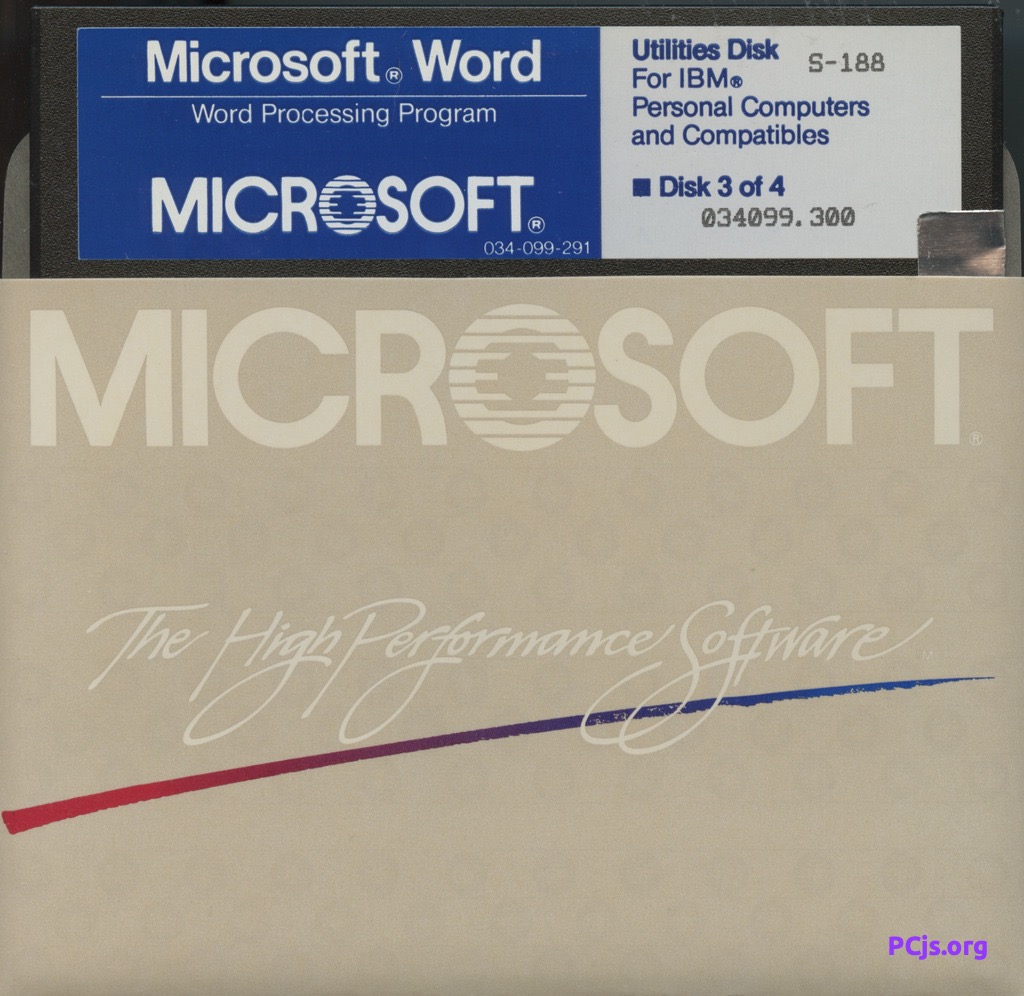 Microsoft® Word
Word Processing Program
MICROSOFT®
034-099-291
Utilities Disk S-188
For IBM®
Personal Computers
and Compatibles
■ Disk 3 of 4
034099.300
MICROSOFT®
The High Performance Software
PCjs.org